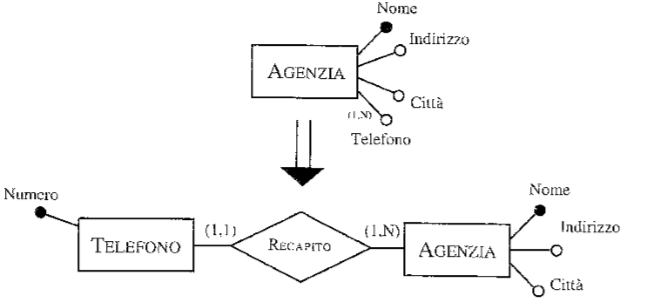 Nome
Indirizzo
AGENZIA
Città
(1,N)
Telefono
Numero
Nome
(1,1)
(1,N)
Indirizzo
TELEFONO
RECAPITO
AGENZIA
Città